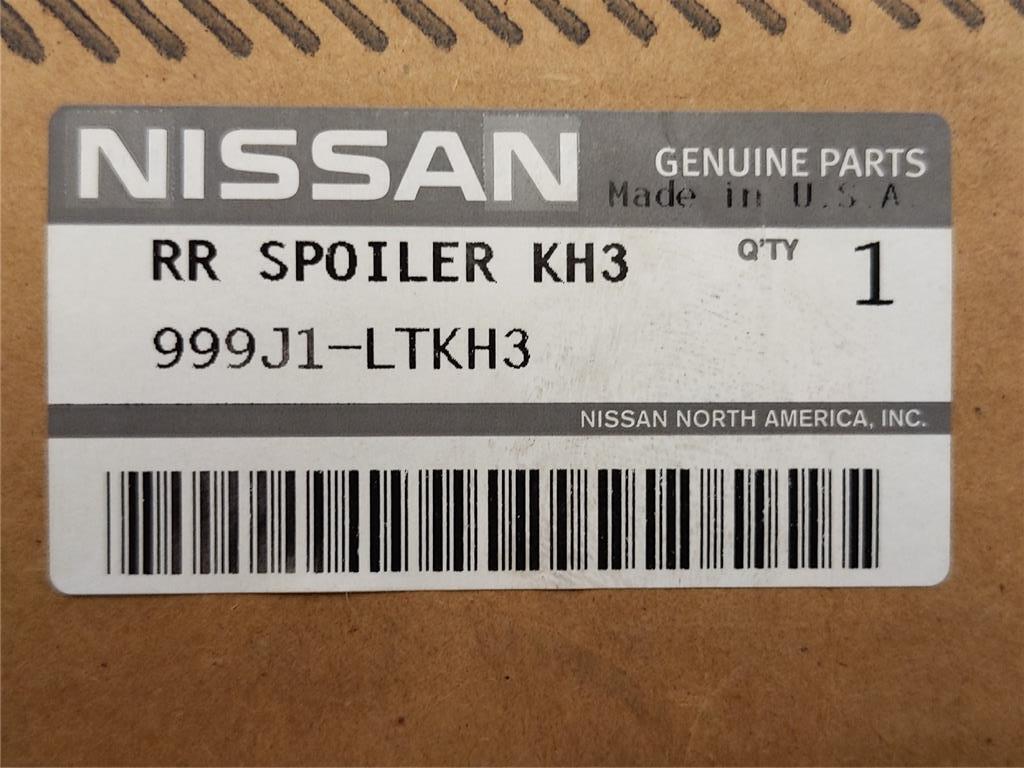 NISSAN GENUINE PARTS
Made in U.S.A.
RR SPOILER KH3 Q'TY 1
999J1-LTKH3
NISSAN NORTH AMERICA, INC.